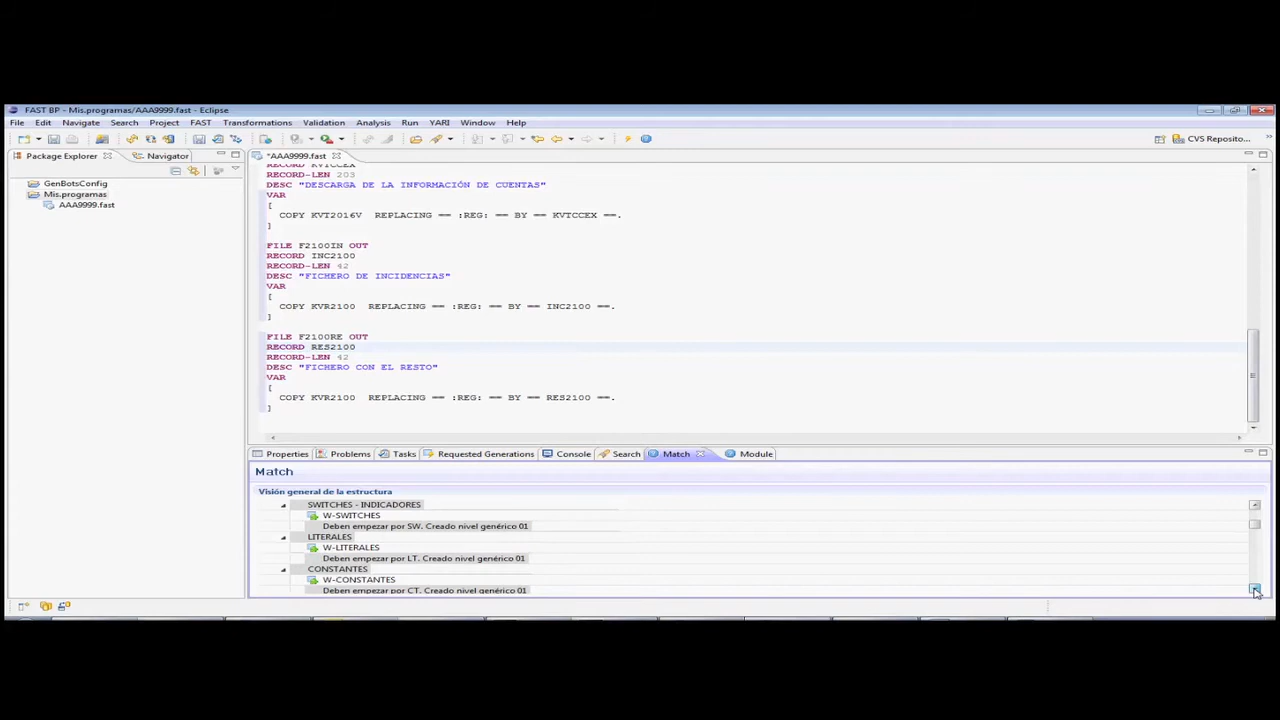 FAST BP - Mis.programas/AAA9999.fast - Eclipse
File Edit Navigate Search Project FAST Transformations Validation Analysis Run YARI Window Help
CVS Reposito...
Package Explorer Navigator
*AAA9999.fast
GenBotsConfig
Mis.programas
AAA9999.fast
RECORD KVTCCEX
RECORD-LEN 203
DESC "DESCARGA DE LA INFORMACIÓN DE CUENTAS"
VAR
[
COPY KVT2016V REPLACING == :REG: == BY == KVTCCEX ==.
]
FILE F2100IN OUT
RECORD INC2100
RECORD-LEN 42
DESC "FICHERO DE INCIDENCIAS"
VAR
[
COPY KVR2100 REPLACING == :REG: == BY == INC2100 ==.
]
FILE F2100RE OUT
RECORD RES2100
RECORD-LEN 42
DESC "FICHERO CON EL RESTO"
VAR
[
COPY KVR2100 REPLACING == :REG: == BY == RES2100 ==.
]
Properties Problems Tasks Requested Generations Console Search Match Module
Match
Visión general de la estructura
SWITCHES - INDICADORES
W-SWITCHES
Deben empezar por SW. Creado nivel genérico 01
LITERALES
W-LITERALES
Deben empezar por LT. Creado nivel genérico 01
CONSTANTES
W-CONSTANTES
Deben empezar por CT. Creado nivel genérico 01